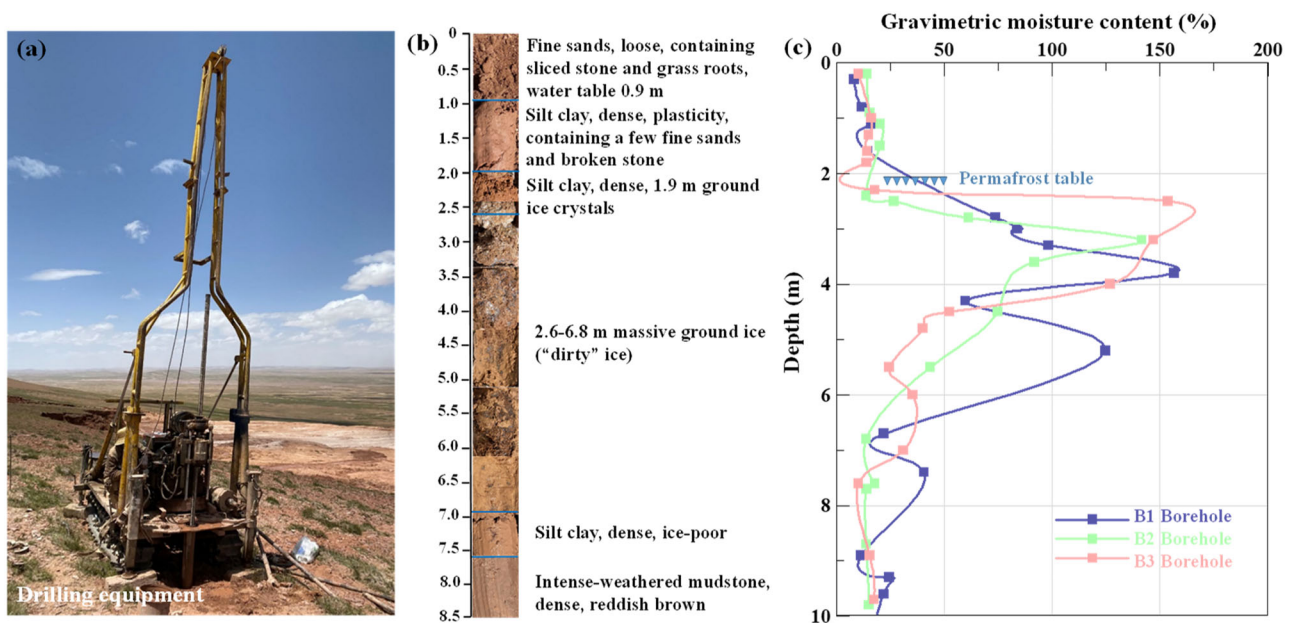 (a)
Drilling equipment
(b)
0
0.5
1.0
1.5
2.0
2.5
3.0
3.5
4.0
4.5
5.0
5.5
6.0
6.5
7.0
7.5
8.0
8.5
Fine sands, loose, containing
sliced stone and grass roots,
water table 0.9 m
Silt clay, dense, plasticity,
containing a few fine sands
and broken stone
Silt clay, dense, 1.9 m ground
ice crystals
2.6-6.8 m massive ground ice
(“dirty” ice)
Silt clay, dense, ice-poor
Intense-weathered mudstone,
dense, reddish brown
(c)
Gravimetric moisture content (%)
0 50 100 150 200
Depth (m)
0
2
4
6
8
10
Permafrost table
B1 Borehole
B2 Borehole
B3 Borehole